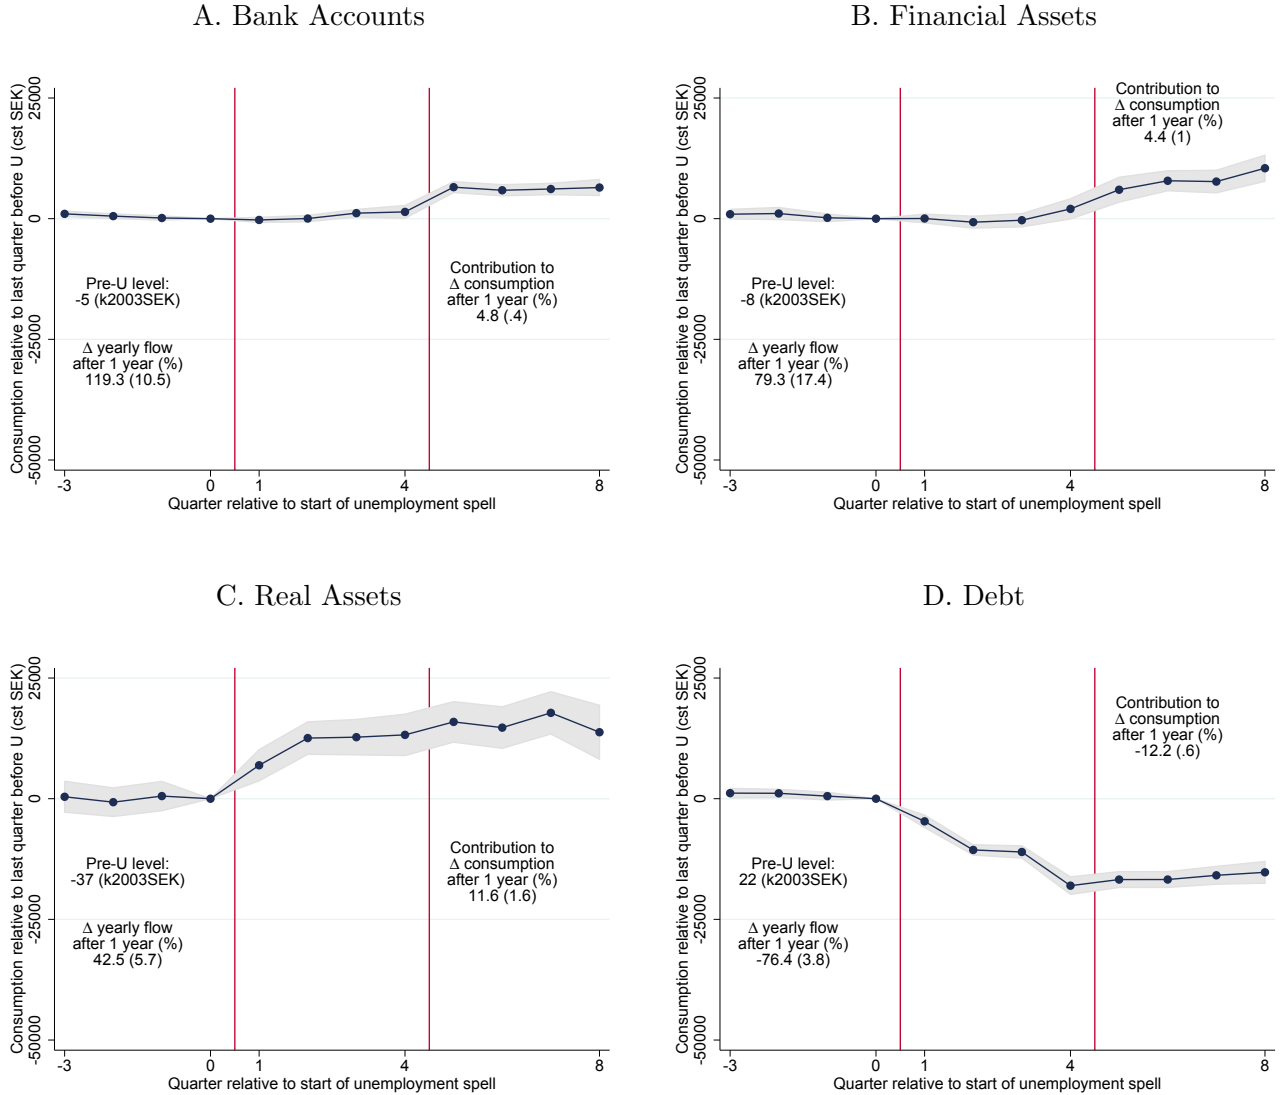 A. Bank Accounts
Consumption relative to last quarter before U (cst SEK)
25000
0
-25000
-50000
Pre-U level:
-5 (k2003SEK)
Δ yearly flow
after 1 year (%)
119.3 (10.5)
Contribution to
Δ consumption
after 1 year (%)
4.8 (.4)
-3 0 1 4 8
Quarter relative to start of unemployment spell
B. Financial Assets
Consumption relative to last quarter before U (cst SEK)
25000
0
-25000
-50000
Contribution to
Δ consumption
after 1 year (%)
4.4 (1)
Pre-U level:
-8 (k2003SEK)
Δ yearly flow
after 1 year (%)
79.3 (17.4)
-3 0 1 4 8
Quarter relative to start of unemployment spell
C. Real Assets
Consumption relative to last quarter before U (cst SEK)
25000
0
-25000
-50000
Pre-U level:
-37 (k2003SEK)
Δ yearly flow
after 1 year (%)
42.5 (5.7)
Contribution to
Δ consumption
after 1 year (%)
11.6 (1.6)
-3 0 1 4 8
Quarter relative to start of unemployment spell
D. Debt
Consumption relative to last quarter before U (cst SEK)
25000
0
-25000
-50000
Contribution to
Δ consumption
after 1 year (%)
-12.2 (.6)
Pre-U level:
22 (k2003SEK)
Δ yearly flow
after 1 year (%)
-76.4 (3.8)
-3 0 1 4 8
Quarter relative to start of unemployment spell